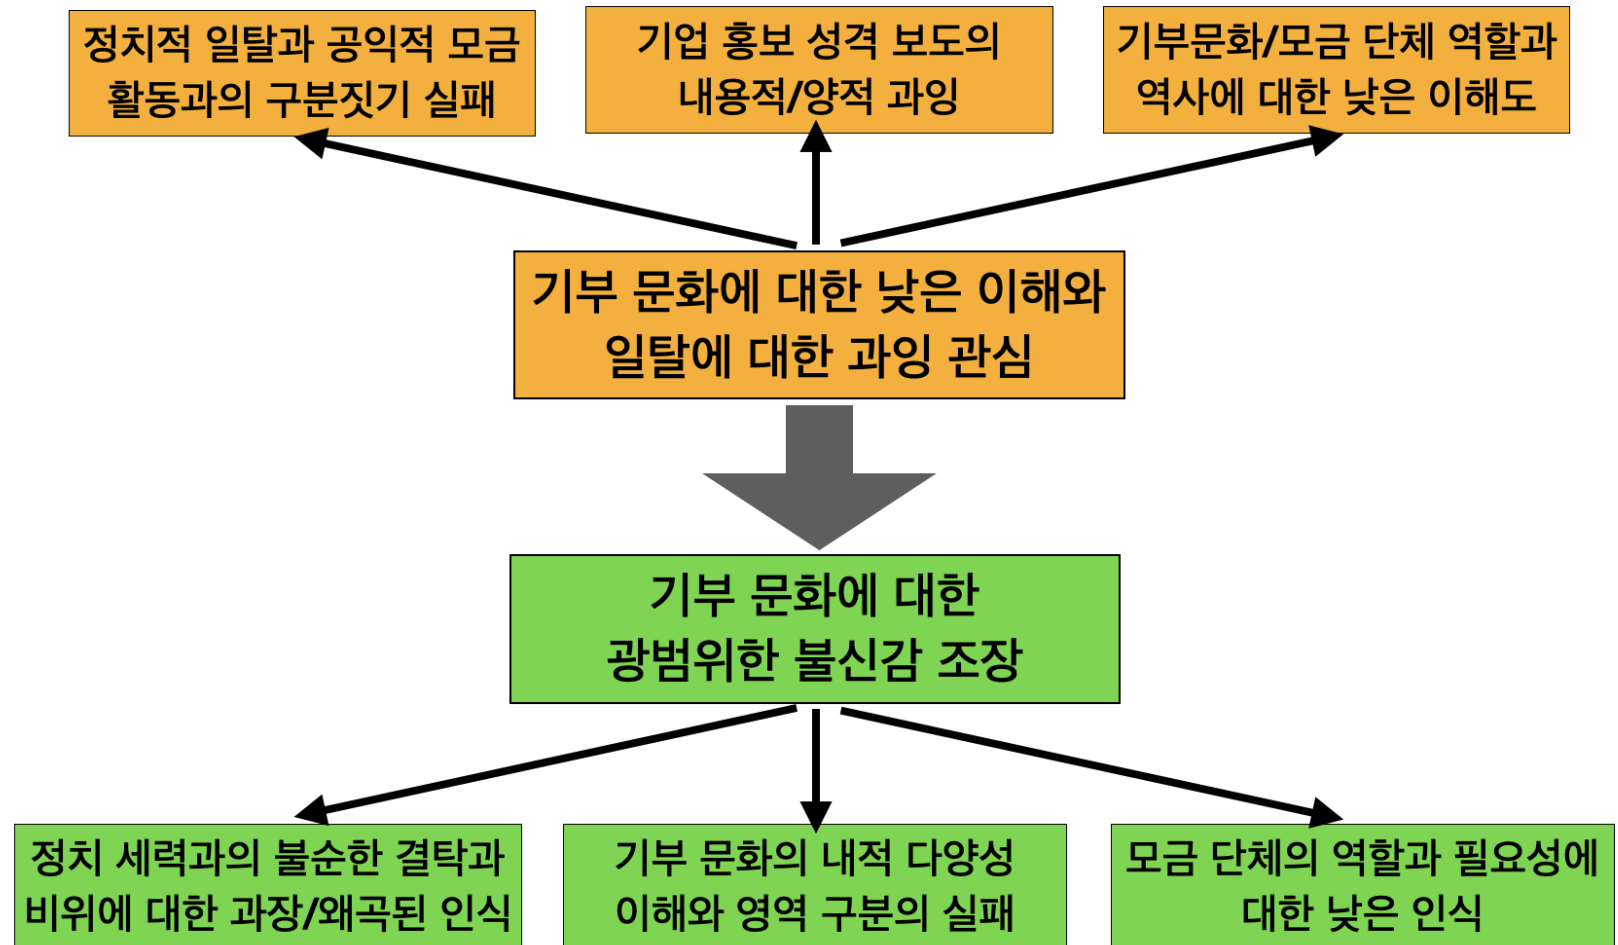 정치적 일탈과 공익적 모금
활동과의 구분짓기 실패
기업 홍보 성격 보도의
내용적/양적 과잉
기부문화/모금 단체 역할과
역사에 대한 낮은 이해도
기부 문화에 대한 낮은 이해와
일탈에 대한 과잉 관심
기부 문화에 대한
광범위한 불신감 조장
정치 세력과의 불순한 결탁과
비위에 대한 과장/왜곡된 인식
기부 문화의 내적 다양성
이해와 영역 구분의 실패
모금 단체의 역할과 필요성에
대한 낮은 인식